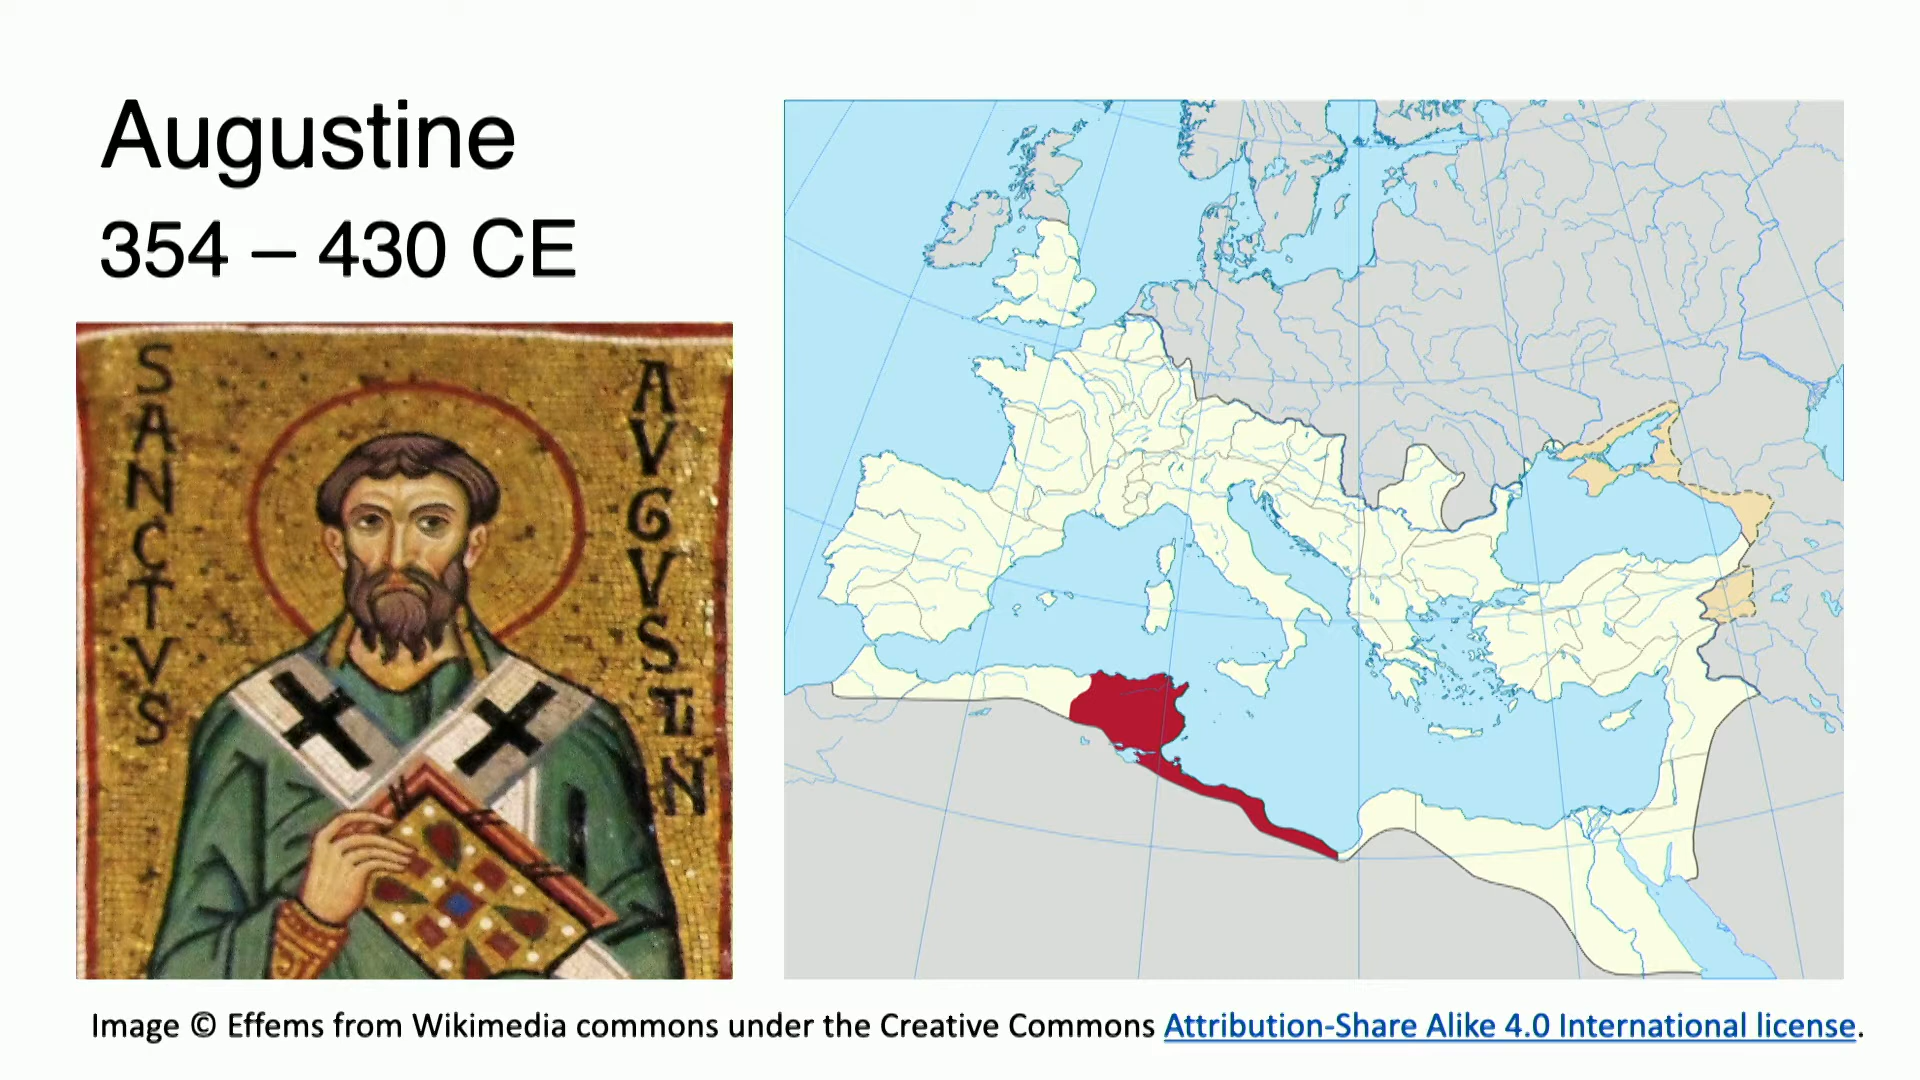 Augustine
354 – 430 CE
SANCTVS
AVGVSTIN
Image © Effems from Wikimedia commons under the Creative Commons Attribution-Share Alike 4.0 International license.